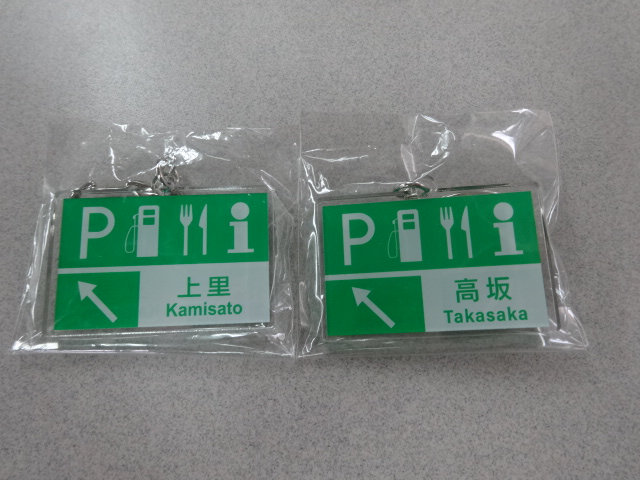 P i
上里
Kamisato
P i
高坂
Takasaka